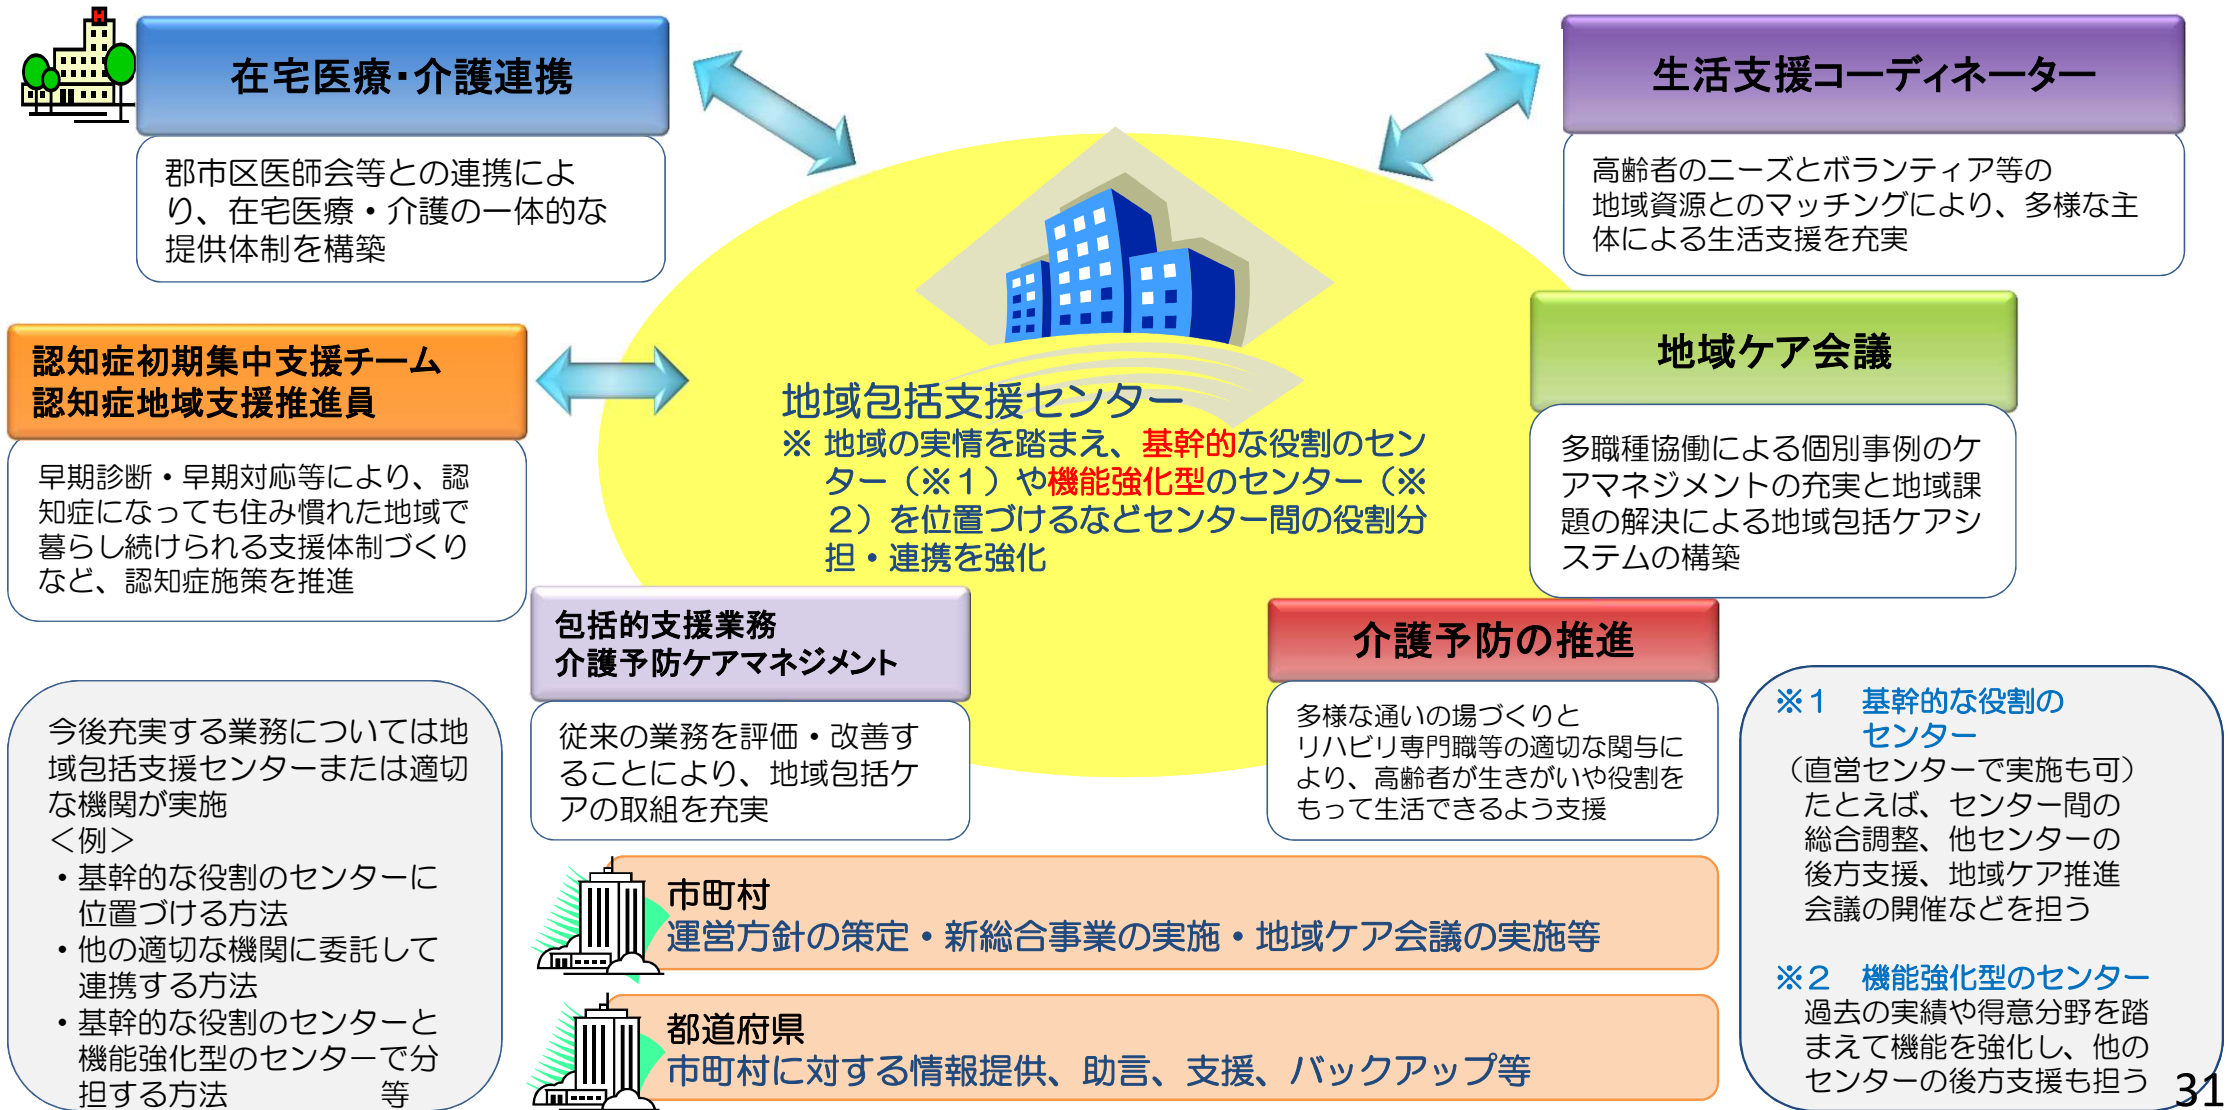 在宅医療・介護連携
郡市区医師会等との連携によ
り、在宅医療・介護の一体的な
提供体制を構築
生活支援コーディネーター
高齢者のニーズとボランティア等の
地域資源とのマッチングにより、多様な主
体による生活支援を充実
認知症初期集中支援チーム
認知症地域支援推進員
早期診断・早期対応等により、認
知症になっても住み慣れた地域で
暮らし続けられる支援体制づくり
など、認知症施策を推進
地域包括支援センター
※ 地域の実情を踏まえ、基幹的な役割のセン
ター（※１）や機能強化型のセンター（※
２）を位置づけるなどセンター間の役割分
担・連携を強化
地域ケア会議
多職種協働による個別事例のケ
アマネジメントの充実と地域課
題の解決による地域包括ケアシ
ステムの構築
包括的支援業務
介護予防ケアマネジメント
従来の業務を評価・改善す
ることにより、地域包括ケ
アの取組を充実
介護予防の推進
多様な通いの場づくりと
リハビリ専門職等の適切な関与に
より、高齢者が生きがいや役割を
もって生活できるよう支援
今後充実する業務については地
域包括支援センターまたは適切
な機関が実施
＜例＞
・基幹的な役割のセンターに
位置づける方法
・他の適切な機関に委託して
連携する方法
・基幹的な役割のセンターと
機能強化型のセンターで分
担する方法 等
市町村
運営方針の策定・新総合事業の実施・地域ケア会議の実施等
都道府県
市町村に対する情報提供、助言、支援、バックアップ等
※１ 基幹的な役割の
センター
（直営センターで実施も可）
たとえば、センター間の
総合調整、他センターの
後方支援、地域ケア推進
会議の開催などを担う
※２ 機能強化型のセンター
過去の実績や得意分野を踏
まえて機能を強化し、他の
センターの後方支援も担う
31
H